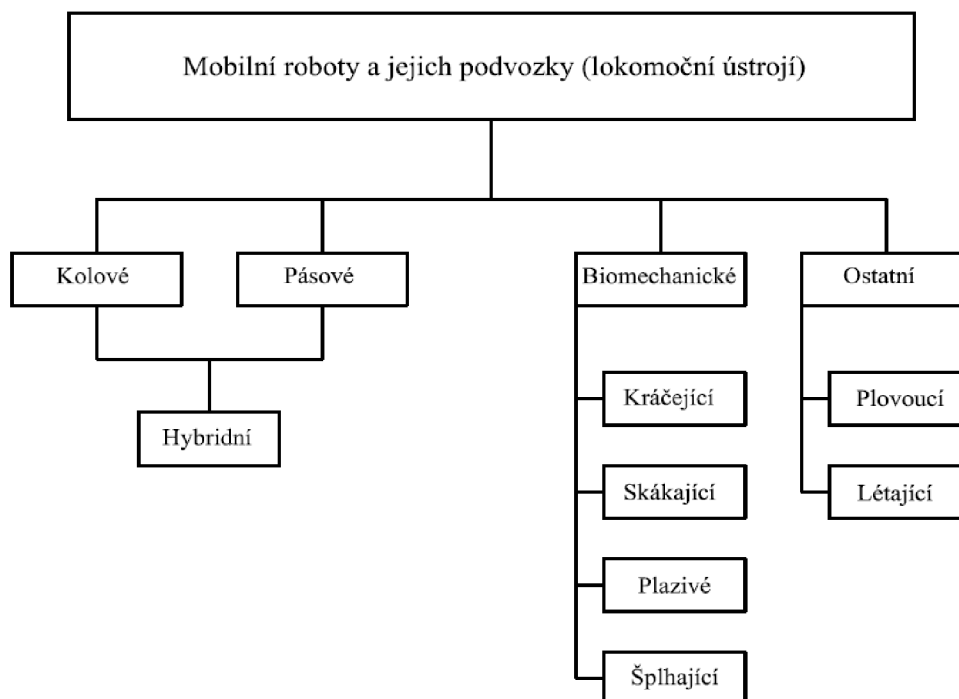 Mobilní roboty a jejich podvozky (lokomoční ústrojí)
Kolové
Pásové
Biomechanické
Ostatní
Hybridní
Kráčející
Skákající
Plazivé
Šplhající
Plovoucí
Létající